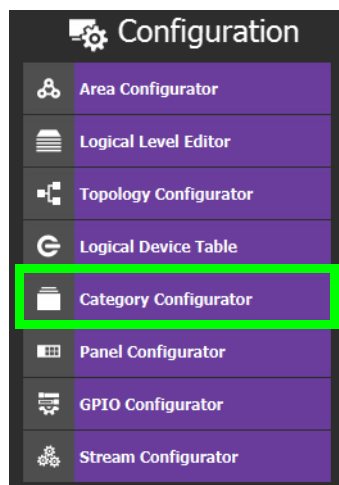 Configuration
Area Configurator
Logical Level Editor
Topology Configurator
Logical Device Table
Category Configurator
Panel Configurator
GPIO Configurator
Stream Configurator